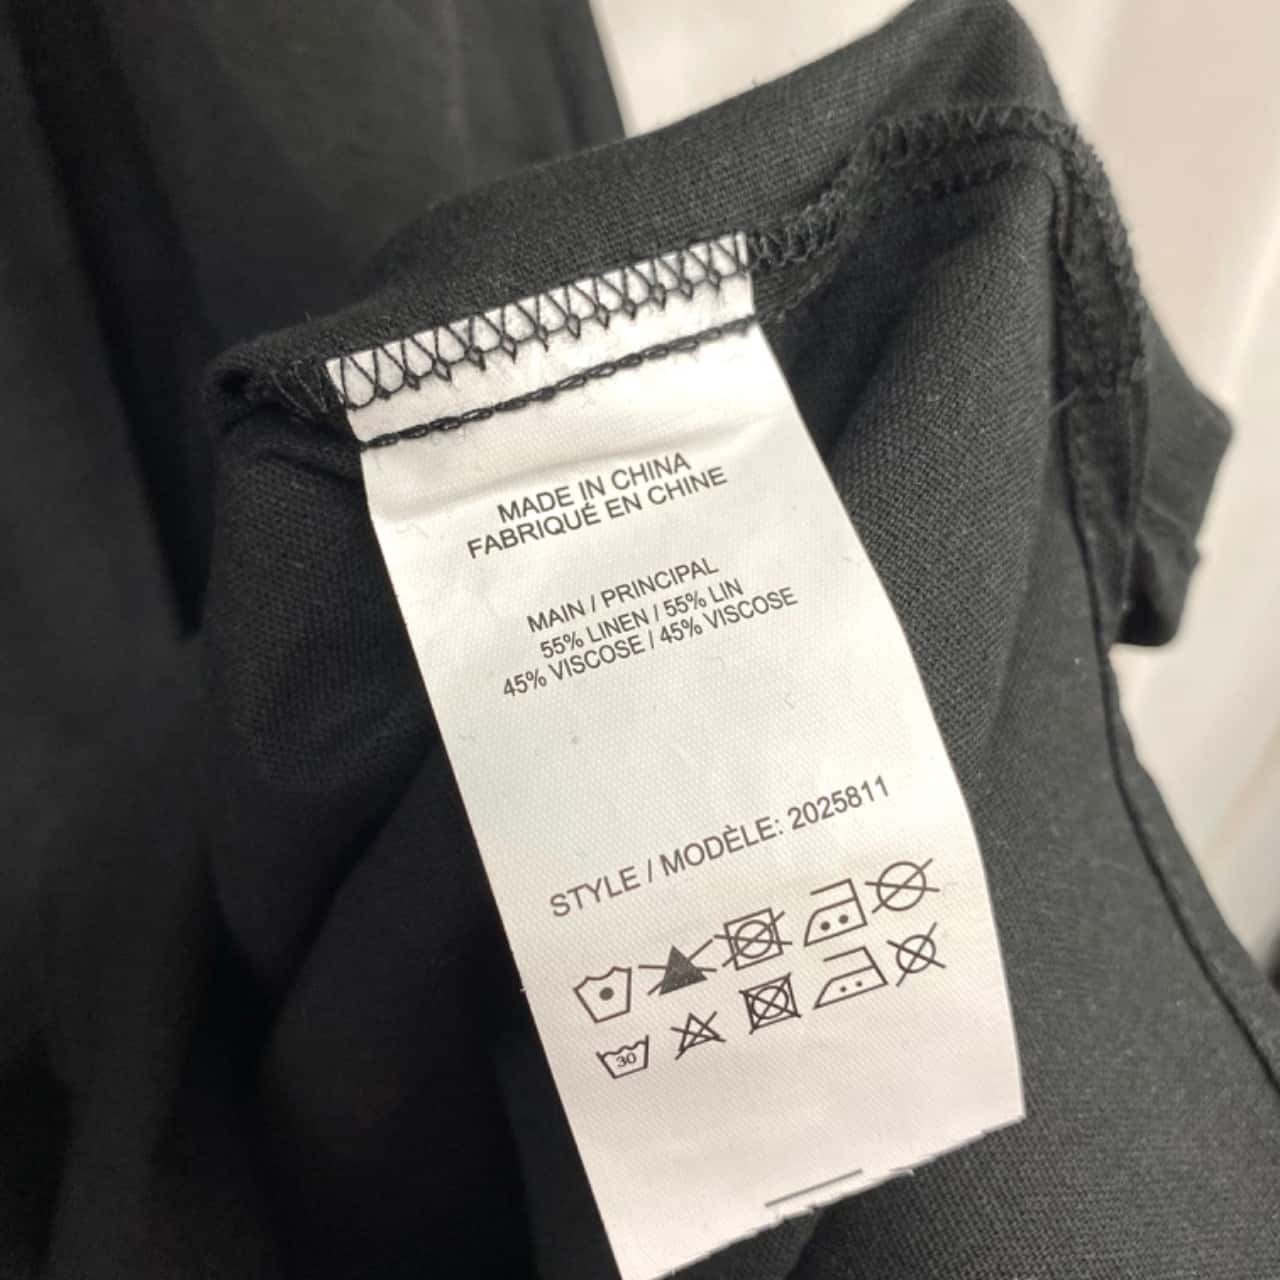 MADE IN CHINA
FABRIQUÉ EN CHINE
MAIN / PRINCIPAL
55% LINEN / 55% LIN
45% VISCOSE / 45% VISCOSE
STYLE / MODÈLE: 2025811
30